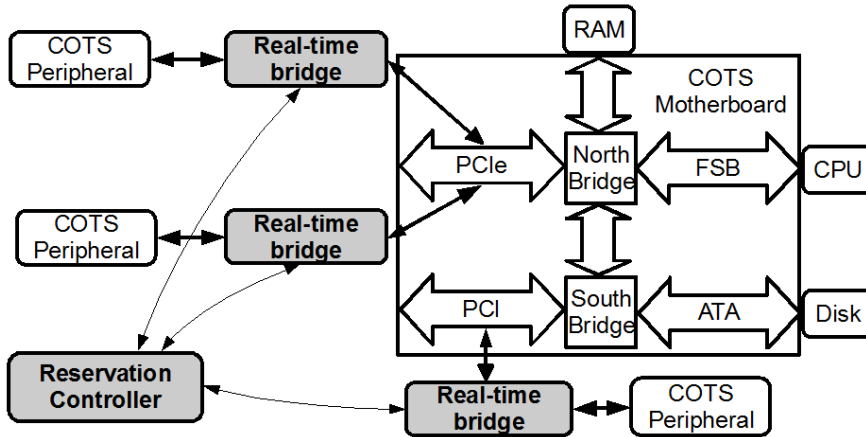 RAM
COTS
Peripheral
Real-time
bridge
COTS
Motherboard
PCIe
North
Bridge
FSB
CPU
COTS
Peripheral
Real-time
bridge
PCI
South
Bridge
ATA
Disk
Reservation
Controller
Real-time
bridge
COTS
Peripheral